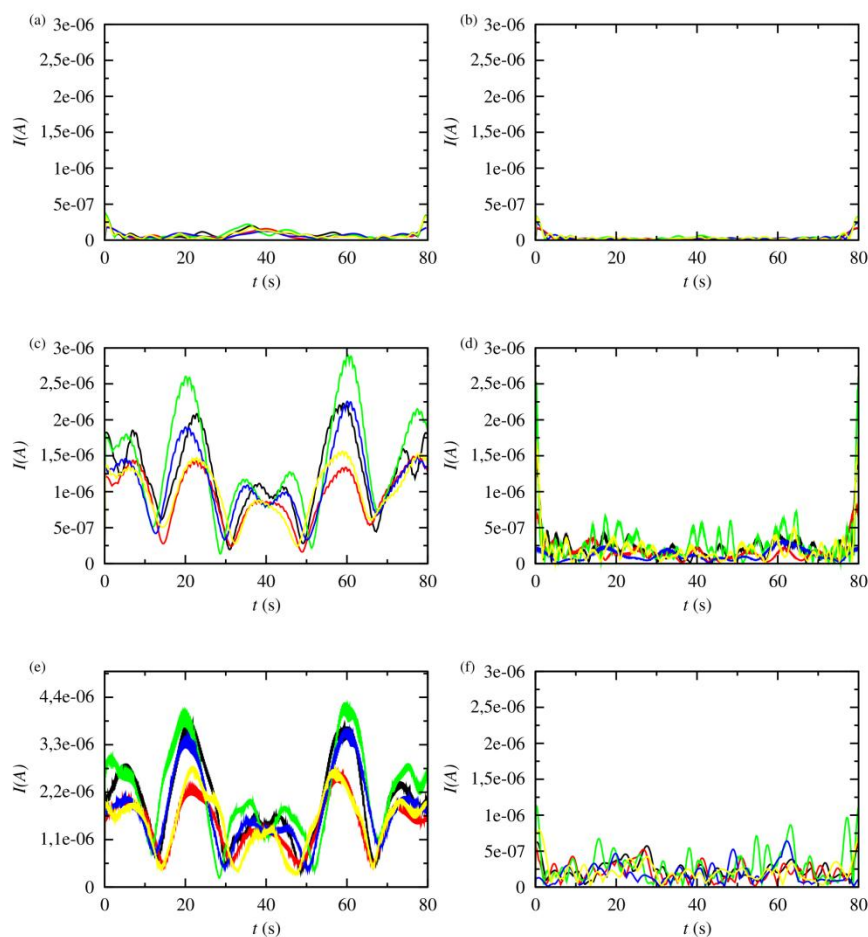 (a)
3e-06
2,5e-06
2e-06
1,5e-06
1e-06
5e-07
0
I(A)
0 20 40 60 80
t (s)
(b)
3e-06
2,5e-06
2e-06
1,5e-06
1e-06
5e-07
0
I(A)
0 20 40 60 80
t (s)
(c)
3e-06
2,5e-06
2e-06
1,5e-06
1e-06
5e-07
0
I(A)
0 20 40 60 80
t (s)
(d)
3e-06
2,5e-06
2e-06
1,5e-06
1e-06
5e-07
0
I(A)
0 20 40 60 80
t (s)
(e)
4,4e-06
3,3e-06
2,2e-06
1,1e-06
0
I(A)
0 20 40 60 80
t (s)
(f)
3e-06
2,5e-06
2e-06
1,5e-06
1e-06
5e-07
0
I(A)
0 20 40 60 80
t (s)